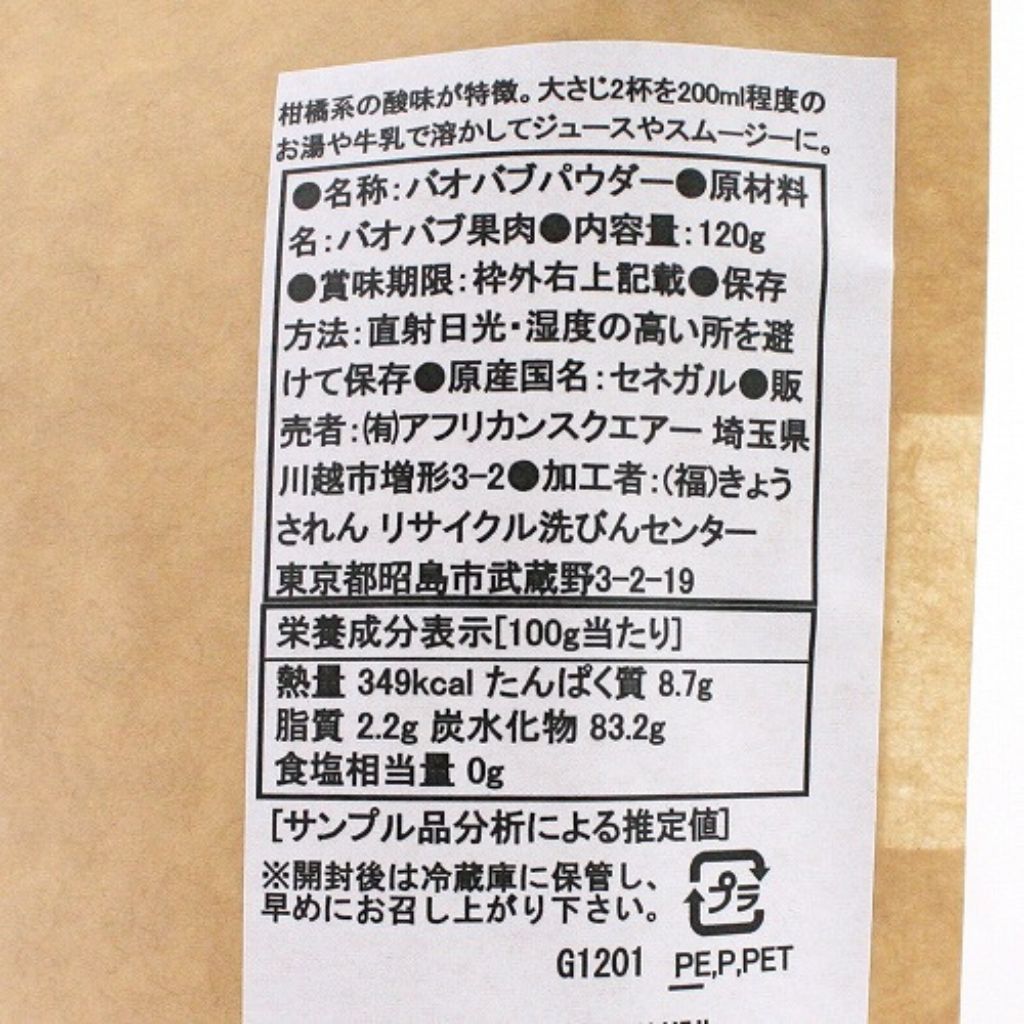 柑橘系の酸味が特徴。大さじ2杯を200ml程度の
お湯や牛乳で溶かしてジュースやスムージーに。
●名称:バオバブパウダー●原材料
名:バオバブ果肉●内容量:120g
●賞味期限:枠外右上記載●保存
方法:直射日光・湿度の高い所を避
けて保存●原産国名:セネガル●販
売者:㈲アフリカンスクエアー 埼玉県
川越市増形3-2●加工者:(福)きょう
されん リサイクル洗びんセンター
東京都昭島市武蔵野3-2-19
栄養成分表示[100g当たり]
熱量 349kcal たんぱく質 8.7g
脂質 2.2g 炭水化物 83.2g
食塩相当量 0g
[サンプル品分析による推定値]
※開封後は冷蔵庫に保管し、
早めにお召し上がり下さい。
プラ
G1201 PE,P,PET